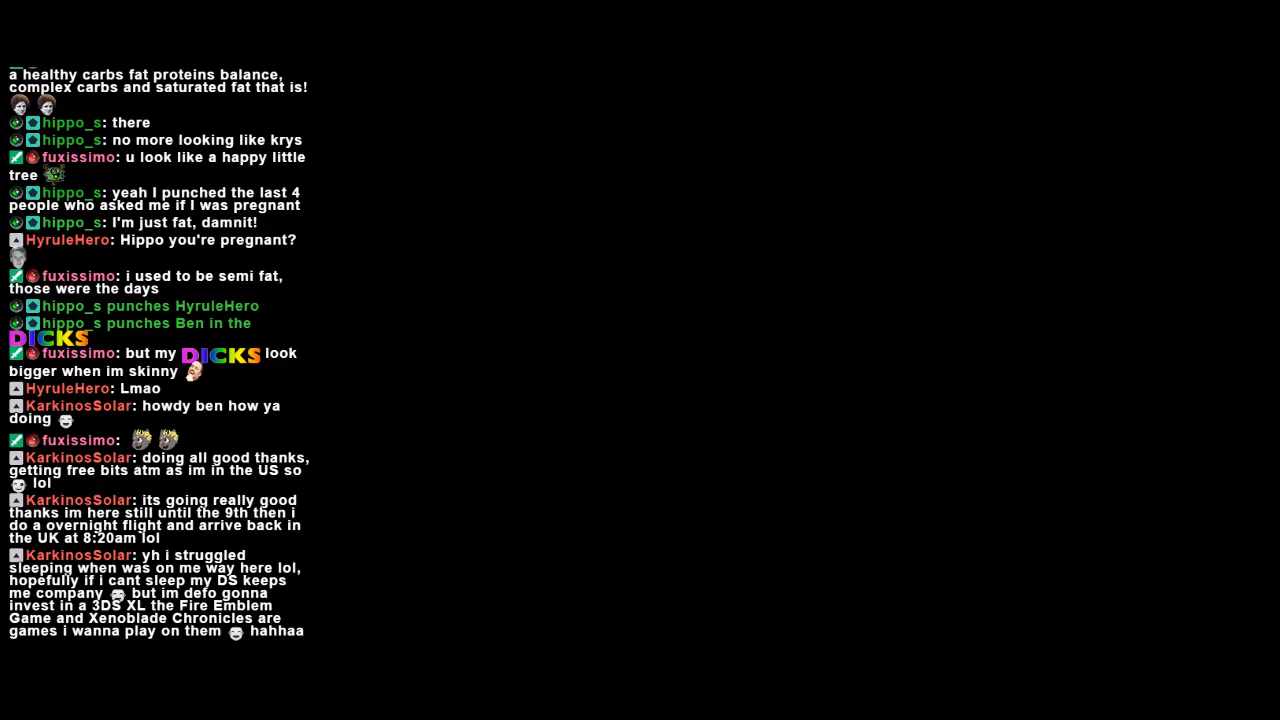 a healthy carbs fat proteins balance,
complex carbs and saturated fat that is!
hippo_s: there
hippo_s: no more looking like krys
fuxissimo: u look like a happy little
tree
hippo_s: yeah I punched the last 4
people who asked me if I was pregnant
hippo_s: I'm just fat, damnit!
HyruleHero: Hippo you're pregnant?
fuxissimo: i used to be semi fat,
those were the days
hippo_s punches HyruleHero
hippo_s punches Ben in the
DICKS
fuxissimo: but my DICKS look
bigger when im skinny
HyruleHero: Lmao
KarkinosSolar: howdy ben how ya
doing
fuxissimo:
KarkinosSolar: doing all good thanks,
getting free bits atm as im in the US so
lol
KarkinosSolar: its going really good
thanks im here still until the 9th then i
do a overnight flight and arrive back in
the UK at 8:20am lol
KarkinosSolar: yh i struggled
sleeping when was on me way here lol,
hopefully if i cant sleep my DS keeps
me company but im defo gonna
invest in a 3DS XL the Fire Emblem
Game and Xenoblade Chronicles are
games i wanna play on them hahhaa